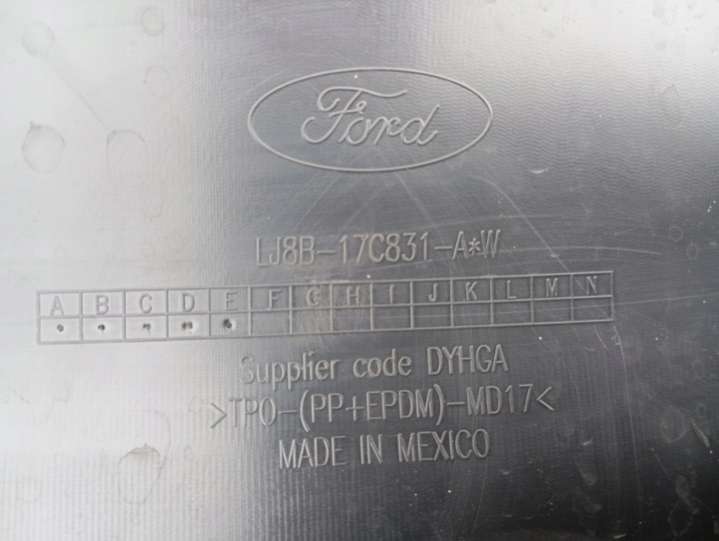 Ford
LJ8B-17C831-A*W
A B C D E F G H I J K L M N
Supplier code DYHGA
>TPO-(PP+EPDM)-MD17<
MADE IN MEXICO